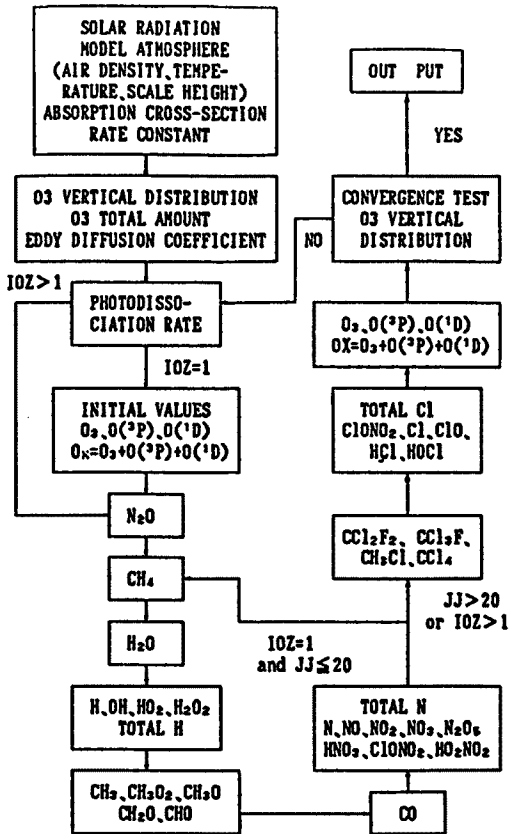 SOLAR RADIATION
MODEL ATMOSPHERE
(AIR DENSITY、TEMPE-
RATURE、SCALE HEIGHT)
ABSORPTION CROSS-SECTION
RATE CONSTANT
O3 VERTICAL DISTRIBUTION
O3 TOTAL AMOUNT
EDDY DIFFUSION COEFFICIENT
IOZ>1
PHOTODISSO-
CIATION RATE
IOZ=1
INITIAL VALUES
O₃、O(³P)、O(¹D)
Oₓ=O₃+O(³P)+O(¹D)
N₂O
CH₄
H₂O
H、OH、HO₂、H₂O₂
TOTAL H
CH₃、CH₃O₂、CH₃O
CH₂O、CHO
CO
TOTAL N
N、NO、NO₂、NO₃、N₂O₅
HNO₃、ClONO₂、HO₂NO₂
IOZ=1
and JJ≦20
JJ>20
or IOZ>1
CCl₂F₂、CCl₃F、
CH₃Cl、CCl₄
TOTAL Cl
ClONO₂、Cl、ClO、
HCl、HOCl
O₃、O(³P)、O(¹D)
OX=O₃+O(³P)+O(¹D)
CONVERGENCE TEST
O3 VERTICAL
DISTRIBUTION
NO
YES
OUT PUT